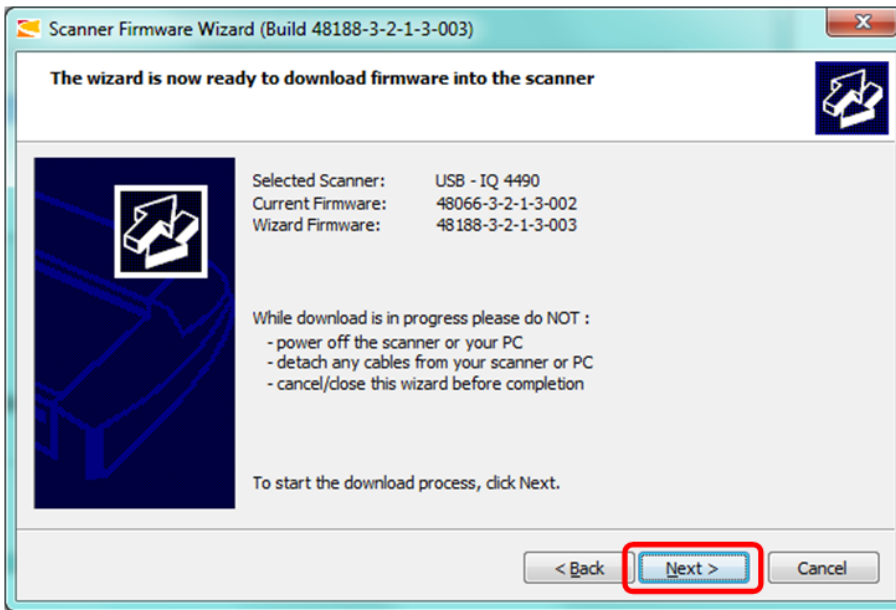 Scanner Firmware Wizard (Build 48188-3-2-1-3-003)
The wizard is now ready to download firmware into the scanner
Selected Scanner: USB - IQ 4490
Current Firmware: 48066-3-2-1-3-002
Wizard Firmware: 48188-3-2-1-3-003
While download is in progress please do NOT :
- power off the scanner or your PC
- detach any cables from your scanner or PC
- cancel/close this wizard before completion
To start the download process, click Next.
< Back Next > Cancel